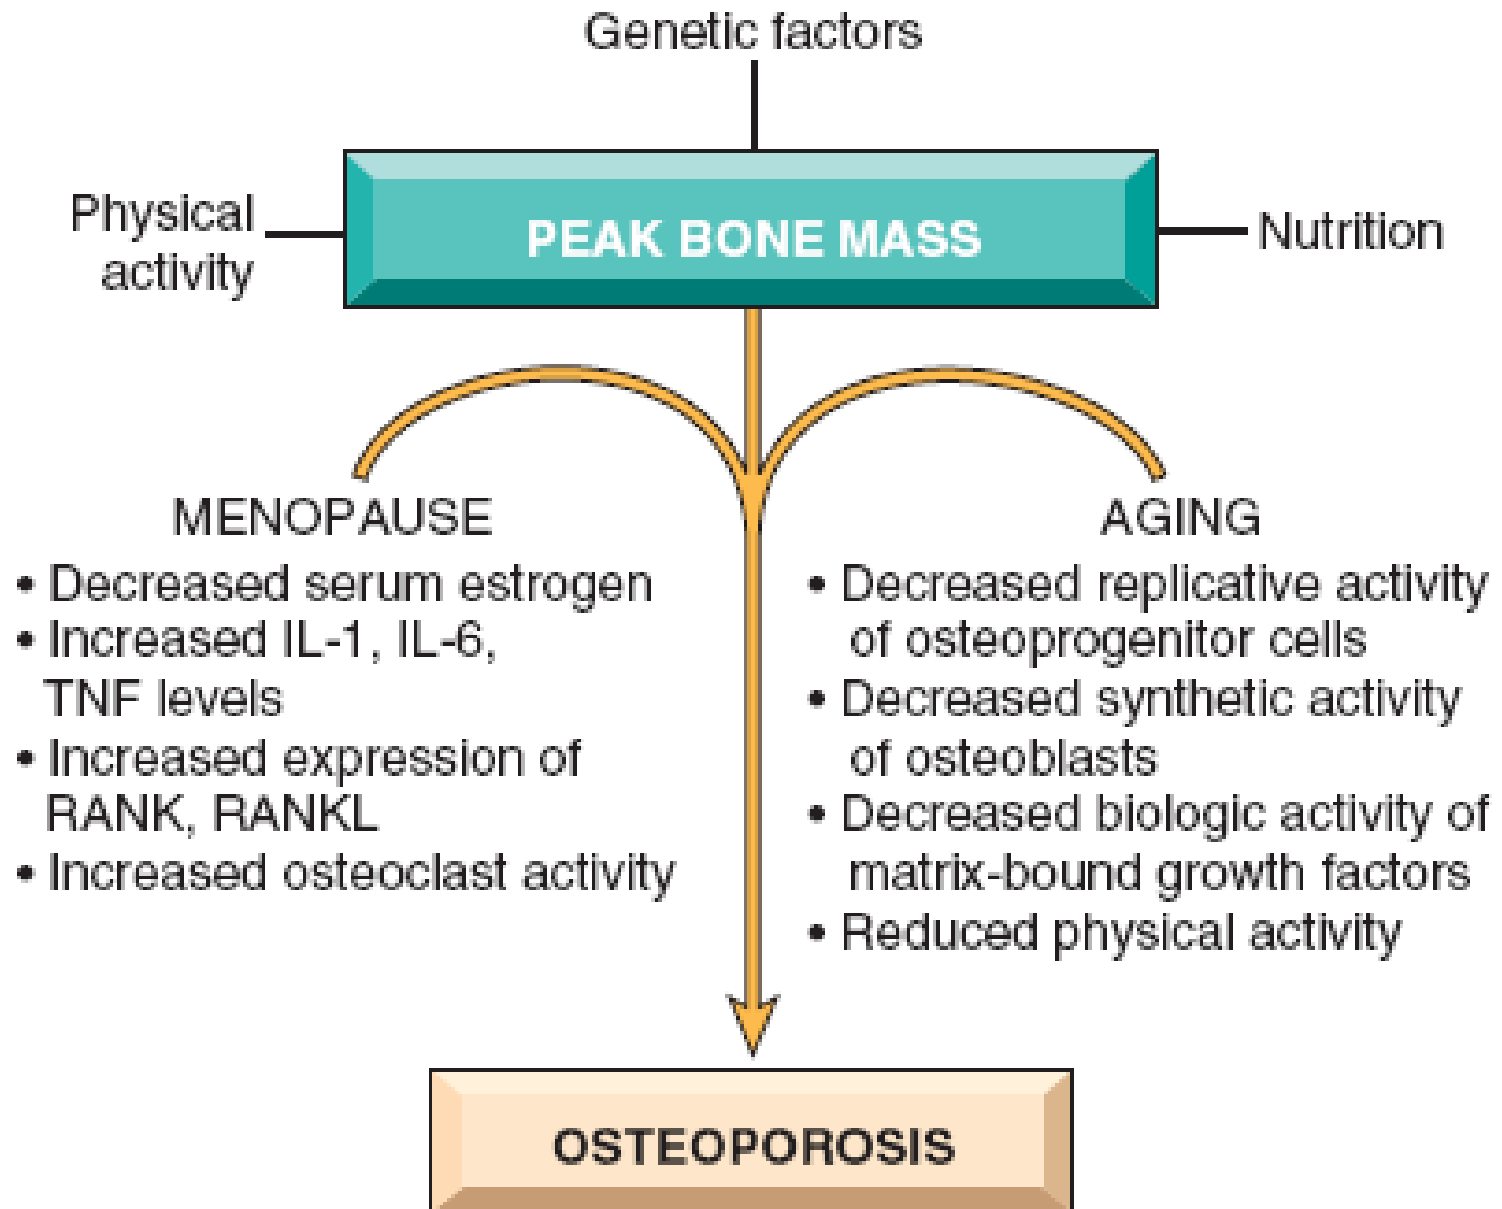 Genetic factors
Physical
activity
PEAK BONE MASS
Nutrition
MENOPAUSE
• Decreased serum estrogen
• Increased IL-1, IL-6,
TNF levels
• Increased expression of
RANK, RANKL
• Increased osteoclast activity
AGING
• Decreased replicative activity
of osteoprogenitor cells
• Decreased synthetic activity
of osteoblasts
• Decreased biologic activity of
matrix-bound growth factors
• Reduced physical activity
OSTEOPOROSIS